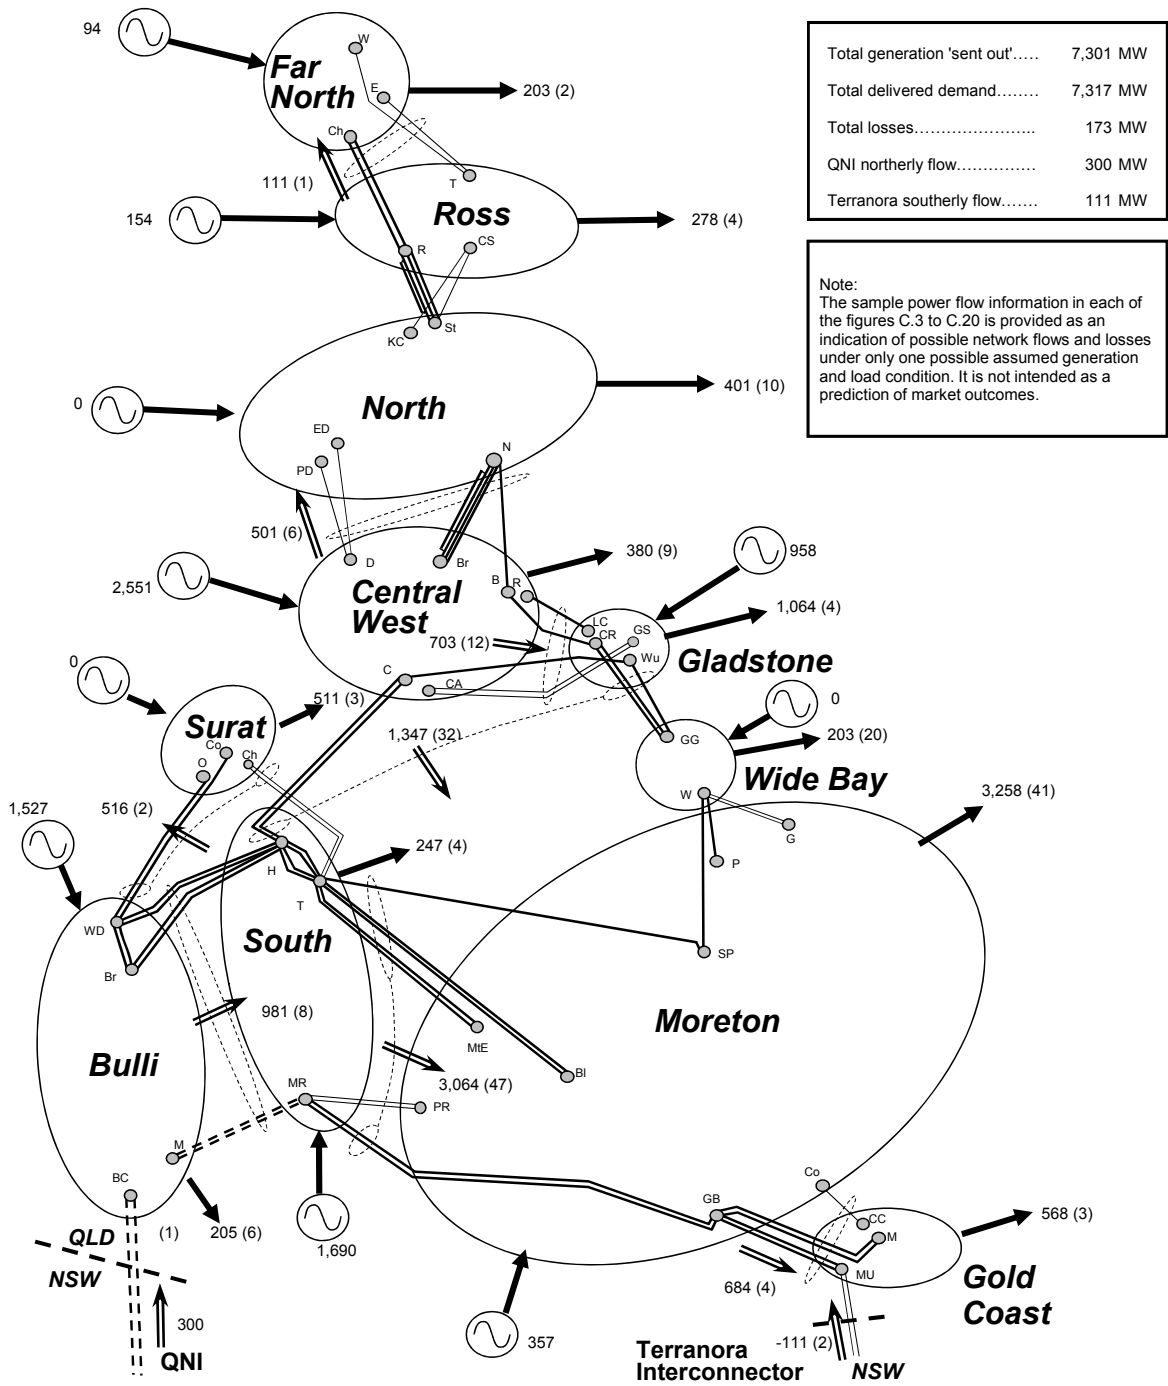 94
W
Far
North
E
203 (2)
Ch
111 (1)
T
154
Ross
278 (4)
R
CS
St
KC
0
North
401 (10)
ED
PD
N
501 (6)
D
Br
2,551
Central
West
B
R
380 (9)
958
1,064 (4)
LC
CR
GS
Wu
703 (12)
Gladstone
C
CA
0
511 (3)
Surat
Co
O
Ch
1,347 (32)
GG
0
203 (20)
Wide Bay
W
G
P
3,258 (41)
1,527
516 (2)
247 (4)
H
T
WD
Br
South
SP
Moreton
981 (8)
MtE
Bl
Bulli
3,064 (47)
MR
PR
M
BC
(1)
205 (6)
QLD
NSW
1,690
300
QNI
357
Co
GB
CC
M
MU
568 (3)
684 (4)
Gold
Coast
-111 (2)
Terranora
Interconnector
NSW
Total generation 'sent out'..... 7,301 MW
Total delivered demand........ 7,317 MW
Total losses..................... 173 MW
QNI northerly flow............... 300 MW
Terranora southerly flow....... 111 MW
Note:
The sample power flow information in each of
the figures C.3 to C.20 is provided as an
indication of possible network flows and losses
under only one possible assumed generation
and load condition. It is not intended as a
prediction of market outcomes.